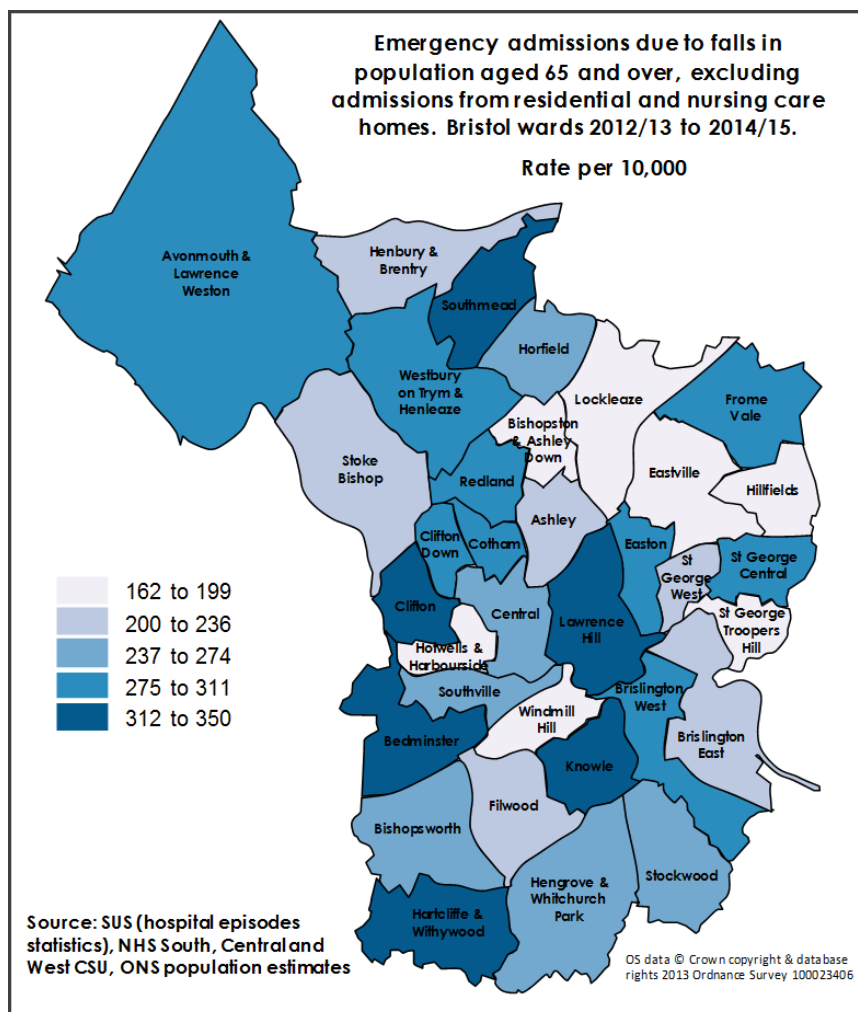 Emergency admissions due to falls in
population aged 65 and over, excluding
admissions from residential and nursing care
homes. Bristol wards 2012/13 to 2014/15.
Rate per 10,000
Avonmouth &
Lawrence
Weston
Henbury &
Brentry
Southmead
Horfield
Westbury
on Trym &
Henleaze
Lockleaze
Frome
Vale
Bishopston
& Ashley
Down
Stoke
Bishop
Redland
Eastville
Hillfields
Ashley
Clifton
Down
Cotham
Easton
St
George
West
St George
Central
Clifton
Central
Lawrence
Hill
St George
Troopers
Hill
Hotwells &
Harbourside
Southville
Brislington
West
Windmill
Hill
Bedminster
Brislington
East
Knowle
Filwood
Bishopsworth
Stockwood
Hengrove &
Whitchurch
Park
Hartcliffe &
Withywood
162 to 199
200 to 236
237 to 274
275 to 311
312 to 350
Source: SUS (hospital episodes
statistics), NHS South, Central and
West CSU, ONS population estimates
OS data © Crown copyright & database
rights 2013 Ordnance Survey 100023406